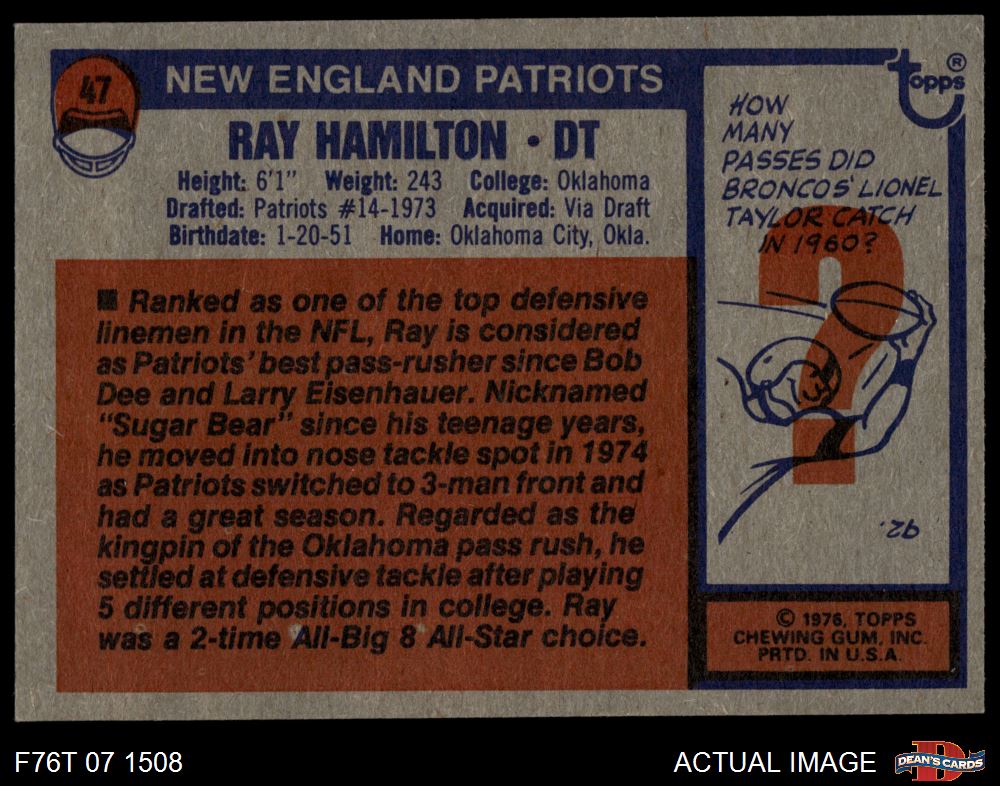 47
NEW ENGLAND PATRIOTS
RAY HAMILTON • DT
Height: 6'1" Weight: 243 College: Oklahoma
Drafted: Patriots #14-1973 Acquired: Via Draft
Birthdate: 1-20-51 Home: Oklahoma City, Okla.
■ Ranked as one of the top defensive
linemen in the NFL, Ray is considered
as Patriots' best pass-rusher since Bob
Dee and Larry Eisenhauer. Nicknamed
"Sugar Bear" since his teenage years,
he moved into nose tackle spot in 1974
as Patriots switched to 3-man front and
had a great season. Regarded as the
kingpin of the Oklahoma pass rush, he
settled at defensive tackle after playing
5 different positions in college. Ray
was a 2-time All-Big 8 All-Star choice.
topps®
HOW
MANY
PASSES DID
BRONCOS' LIONEL
TAYLOR CATCH
IN 1960?
?
'26
© 1976, TOPPS
CHEWING GUM, INC.
PRTD. IN U.S.A.
F76T 07 1508
ACTUAL IMAGE
D
DEAN'S CARDS